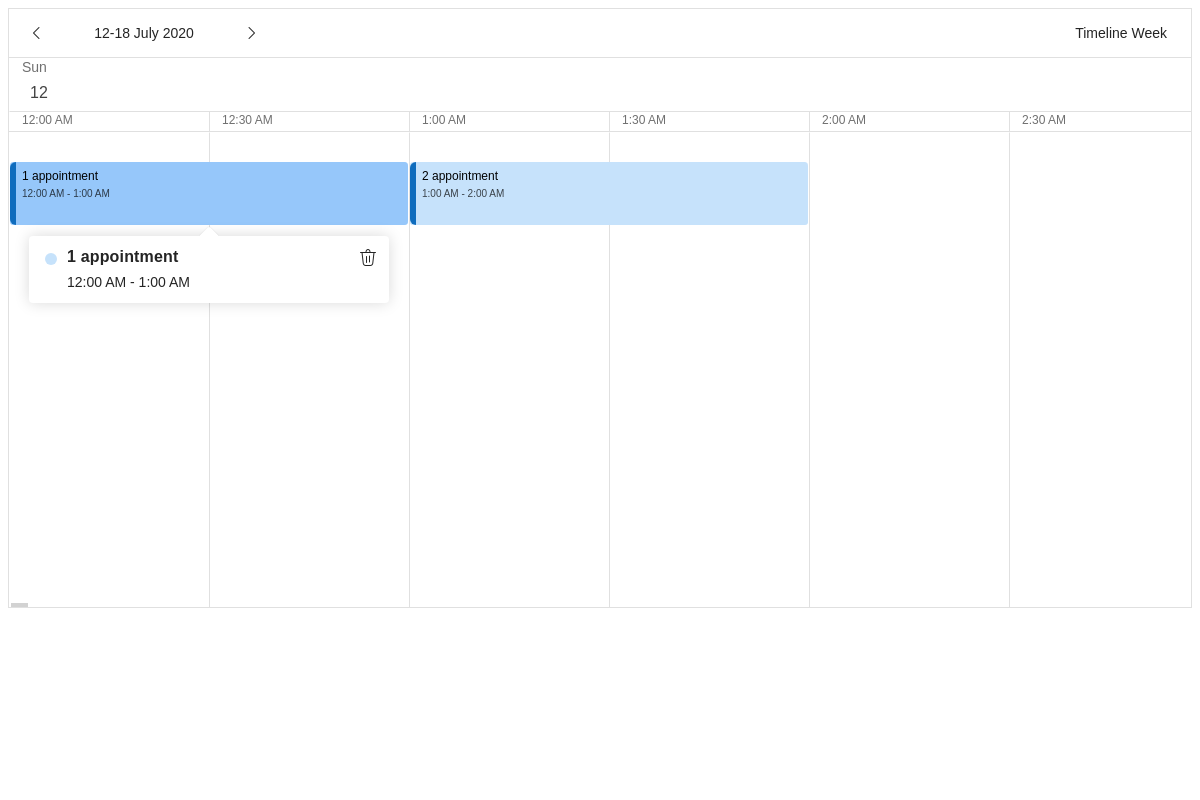 12-18 July 2020
Timeline Week
Sun
12
12:00 AM
12:30 AM
1:00 AM
1:30 AM
2:00 AM
2:30 AM
1 appointment
12:00 AM - 1:00 AM
2 appointment
1:00 AM - 2:00 AM
1 appointment
12:00 AM - 1:00 AM